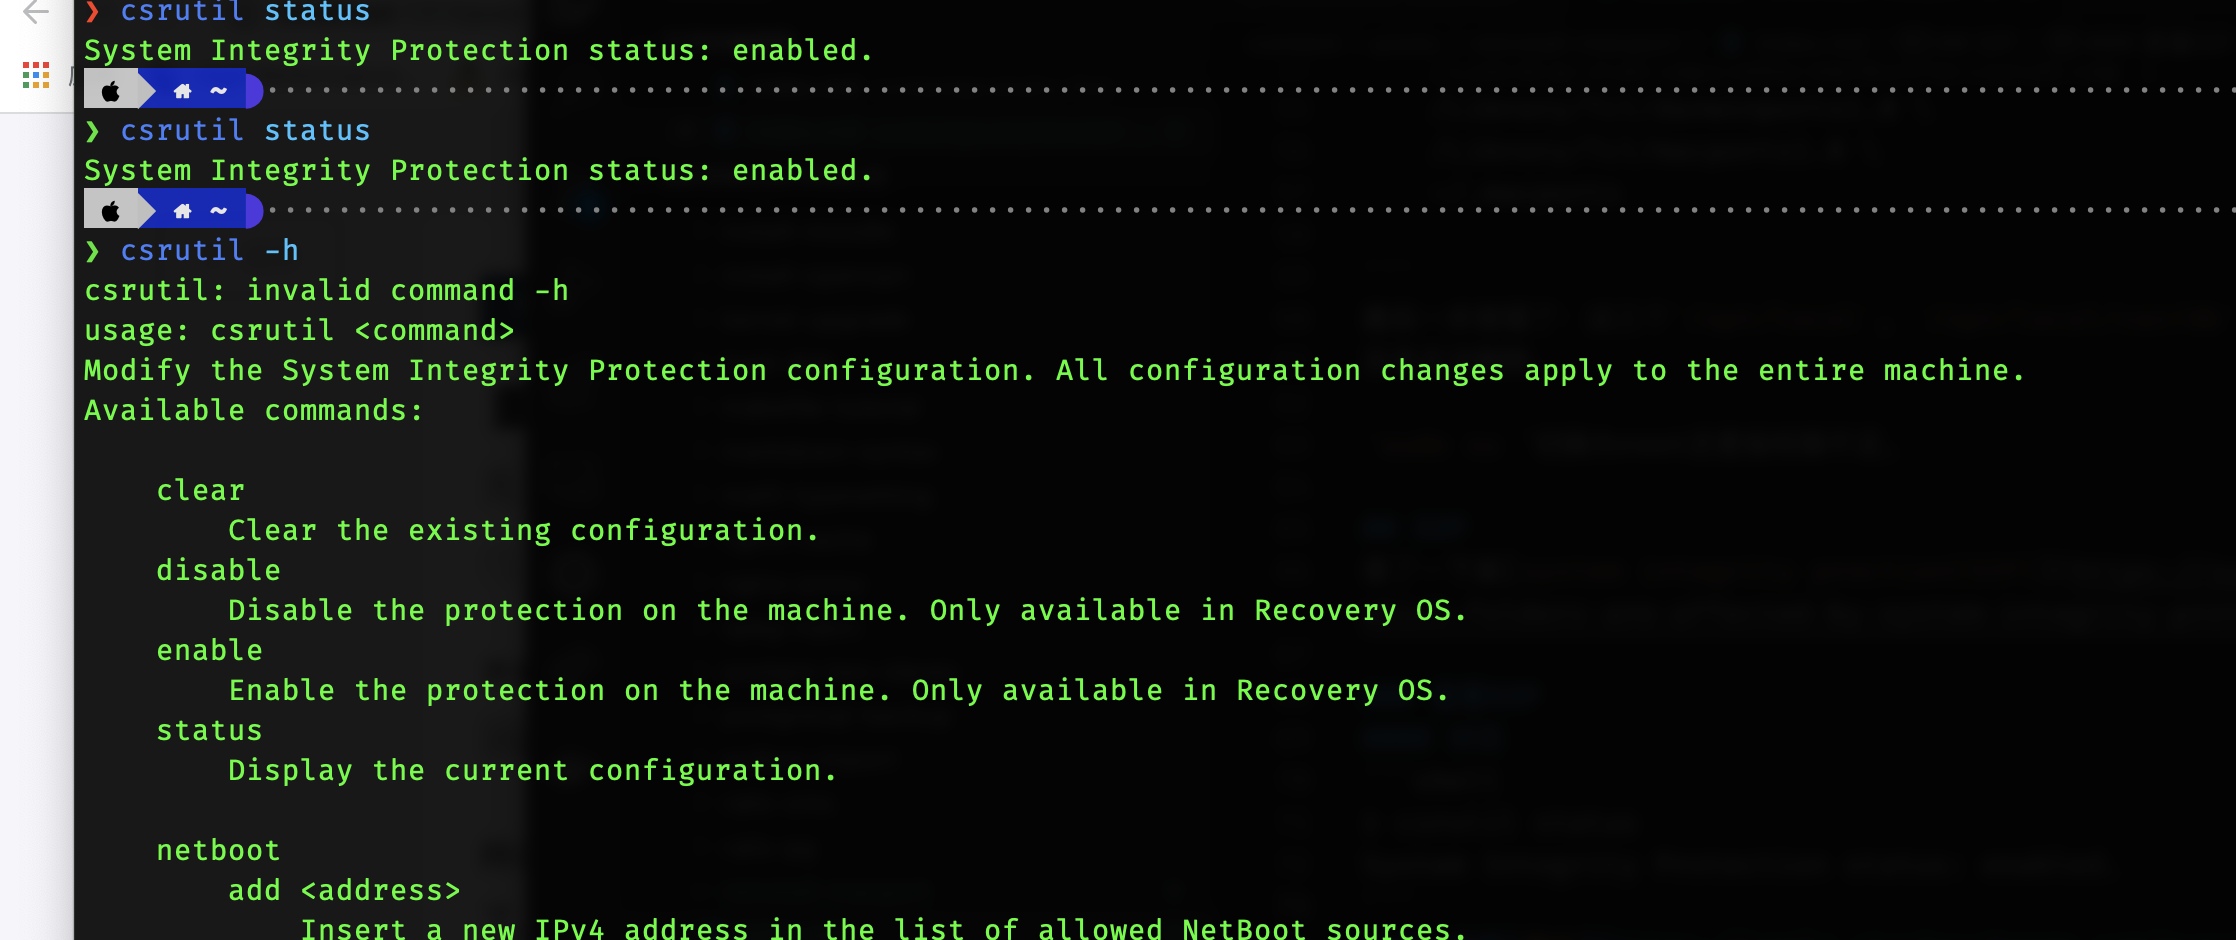 ❯ csrutil status
System Integrity Protection status: enabled.
~
❯ csrutil status
System Integrity Protection status: enabled.
~
❯ csrutil -h
csrutil: invalid command -h
usage: csrutil <command>
Modify the System Integrity Protection configuration. All configuration changes apply to the entire machine.
Available commands:
clear
Clear the existing configuration.
disable
Disable the protection on the machine. Only available in Recovery OS.
enable
Enable the protection on the machine. Only available in Recovery OS.
status
Display the current configuration.
netboot
add <address>
Insert a new IPv4 address in the list of allowed NetBoot sources.